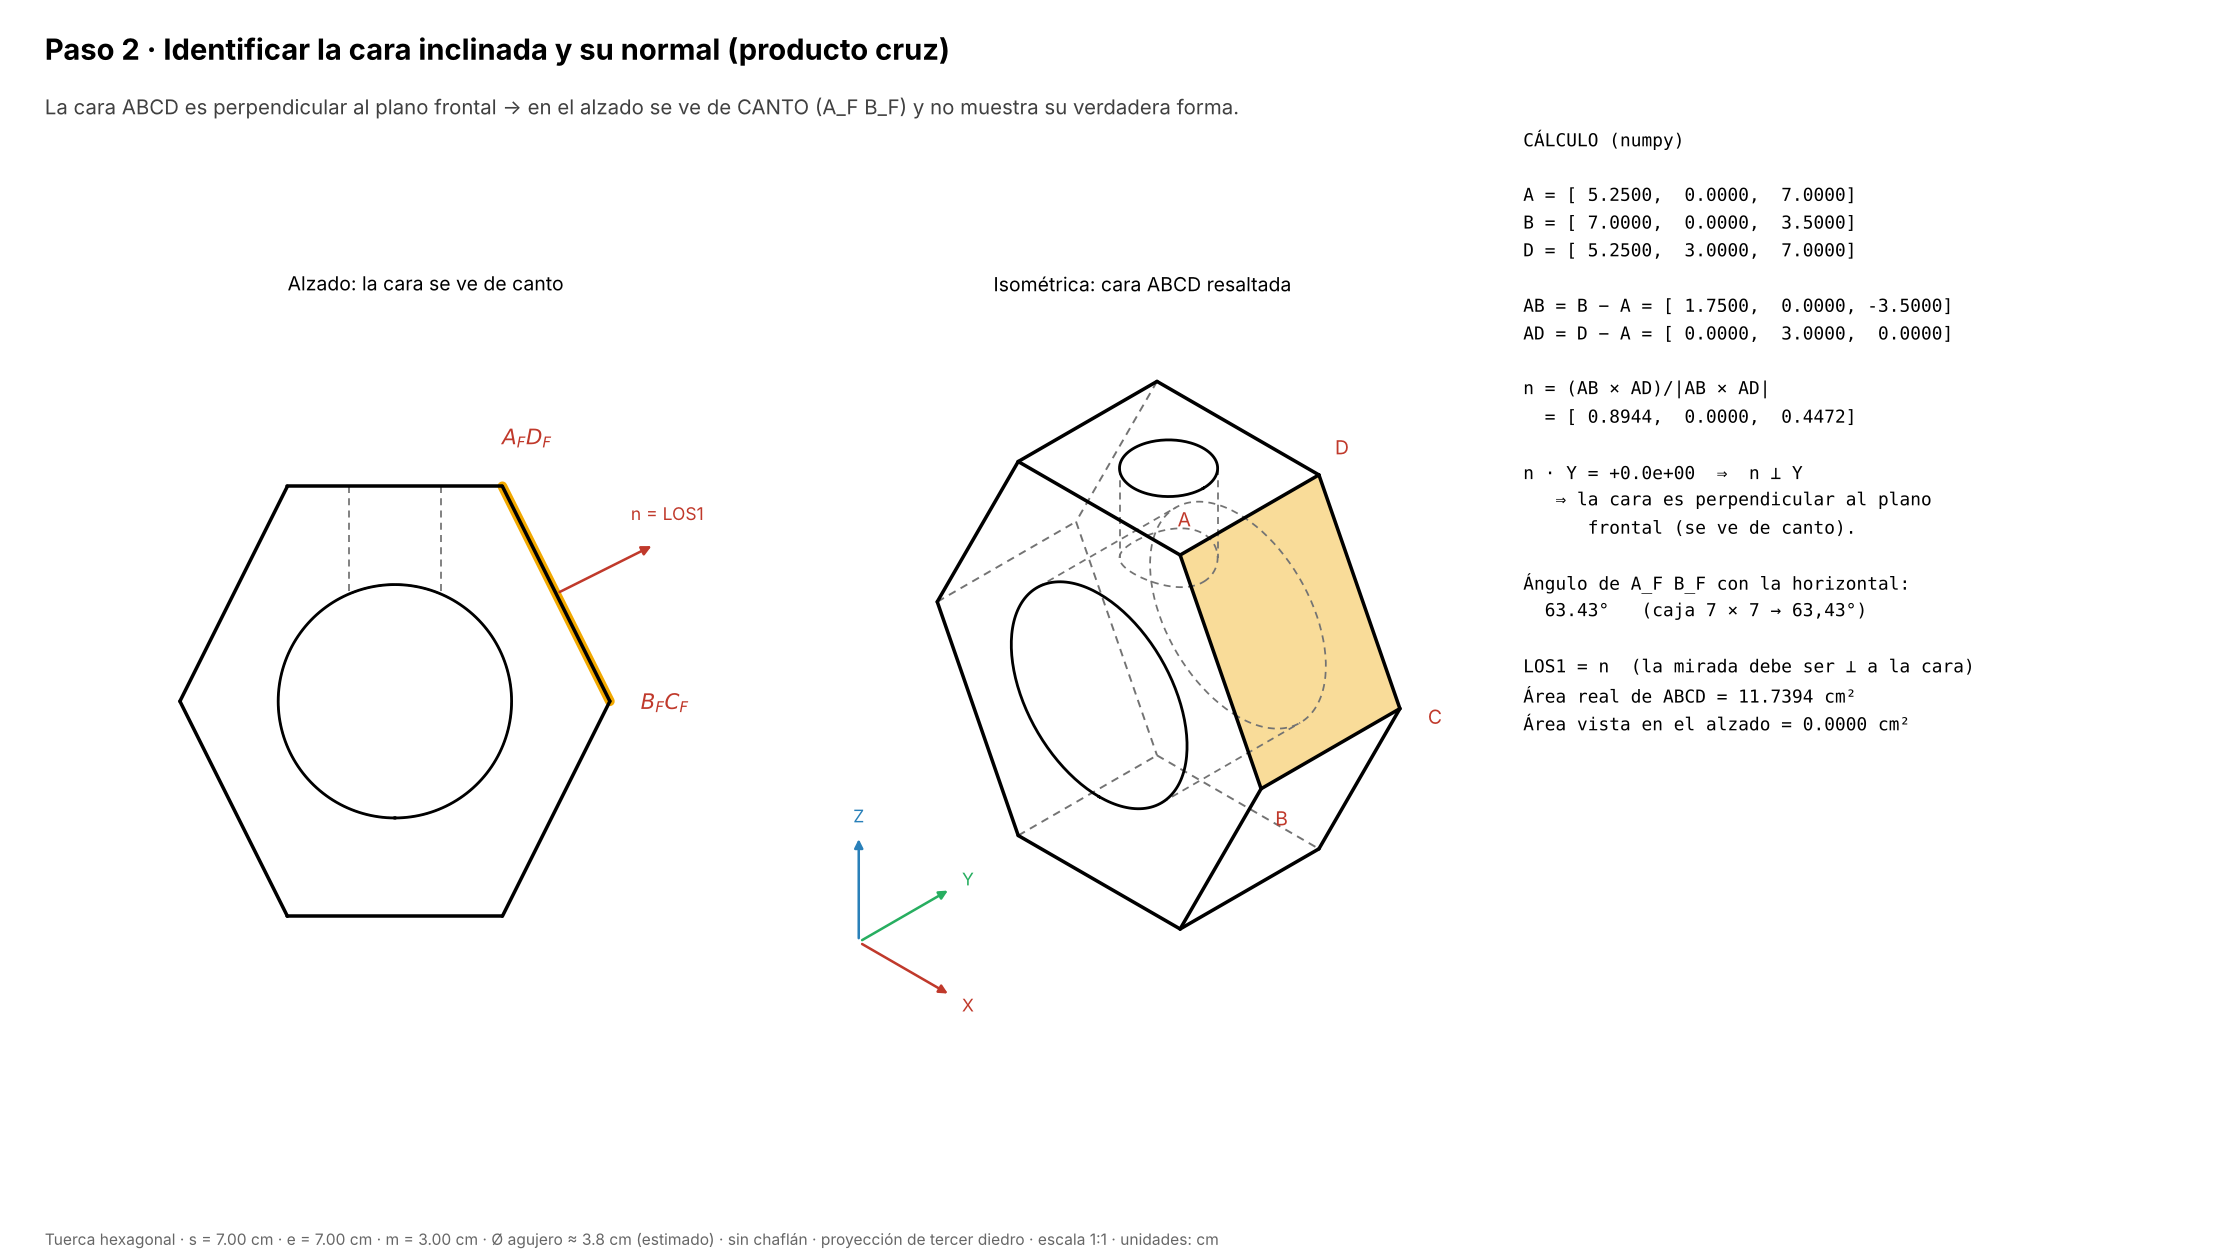 Paso 2 · Identificar la cara inclinada y su normal (producto cruz)
La cara ABCD es perpendicular al plano frontal → en el alzado se ve de CANTO (A_F B_F) y no muestra su verdadera forma.
Alzado: la cara se ve de canto
A_FD_F
n = LOS1
B_FC_F
Isométrica: cara ABCD resaltada
D
A
C
B
Z
Y
X
CÁLCULO (numpy)
A = [ 5.2500,  0.0000,  7.0000]
B = [ 7.0000,  0.0000,  3.5000]
D = [ 5.2500,  3.0000,  7.0000]
AB = B − A = [ 1.7500,  0.0000, -3.5000]
AD = D − A = [ 0.0000,  3.0000,  0.0000]
n = (AB × AD)/|AB × AD|
= [ 0.8944,  0.0000,  0.4472]
n · Y = +0.0e+00  ⇒  n ⊥ Y
⇒ la cara es perpendicular al plano
frontal (se ve de canto).
Ángulo de A_F B_F con la horizontal:
63.43°   (caja 7 × 7 → 63,43°)
LOS1 = n  (la mirada debe ser ⊥ a la cara)
Área real de ABCD = 11.7394 cm²
Área vista en el alzado = 0.0000 cm²
Tuerca hexagonal · s = 7.00 cm · e = 7.00 cm · m = 3.00 cm · Ø agujero ≈ 3.8 cm (estimado) · sin chaflán · proyección de tercer diedro · escala 1:1 · unidades: cm